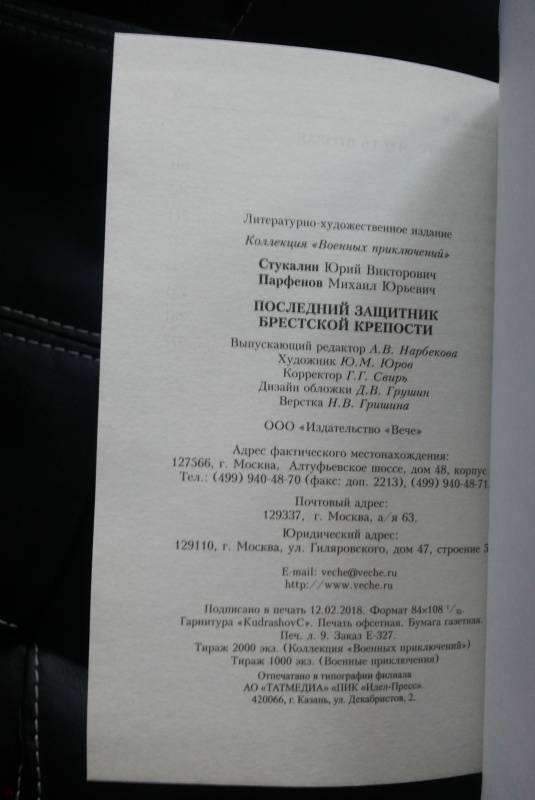 Литературно-художественное издание
Коллекция «Военных приключений»
Стукалин Юрий Викторович
Парфенов Михаил Юрьевич
ПОСЛЕДНИЙ ЗАЩИТНИК
БРЕСТСКОЙ КРЕПОСТИ
Выпускающий редактор А.В. Нарбекова
Художник Ю.М. Юров
Корректор Г.Г. Свирь
Дизайн обложки Д.В. Грушин
Верстка Н.В. Гришина
ООО «Издательство «Вече»
Адрес фактического местонахождения:
127566, г. Москва, Алтуфьевское шоссе, дом 48, корпус
Тел.: (499) 940-48-70 (факс: доп. 2213), (499) 940-48-71.
Почтовый адрес:
129337, г. Москва, а/я 63.
Юридический адрес:
129110, г. Москва, ул. Гиляровского, дом 47, строение 5
E-mail: veche@veche.ru
http://www.veche.ru
Подписано в печать 12.02.2018. Формат 84×108 1/32.
Гарнитура «KudrashovC». Печать офсетная. Бумага газетная.
Печ. л. 9. Заказ Е-327.
Тираж 2000 экз. (Коллекция «Военных приключений»)
Тираж 1000 экз. (Военные приключения)
Отпечатано в типографии филиала
АО «ТАТМЕДИА» «ПИК «Идел-Пресс».
420066, г. Казань, ул. Декабристов, 2.